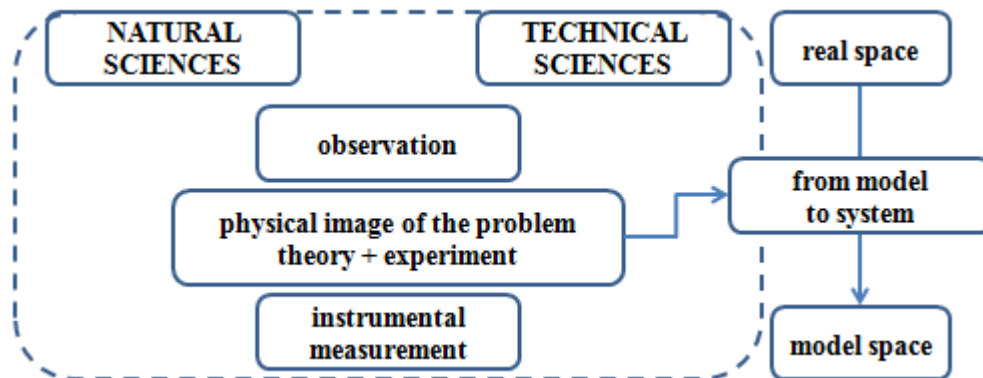 NATURAL
SCIENCES
TECHNICAL
SCIENCES
real space
observation
from model
to system
physical image of the problem
theory + experiment
instrumental
measurement
model space